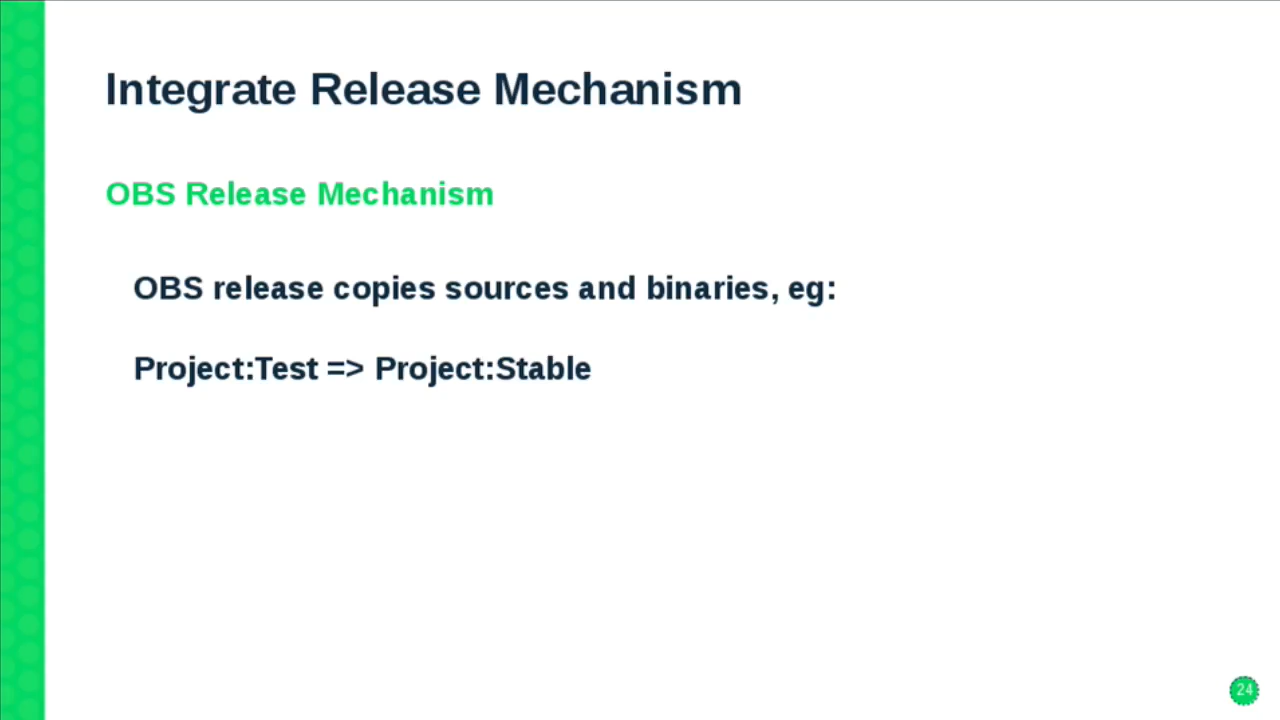 Integrate Release Mechanism
OBS Release Mechanism
OBS release copies sources and binaries, eg:
Project:Test => Project:Stable
24